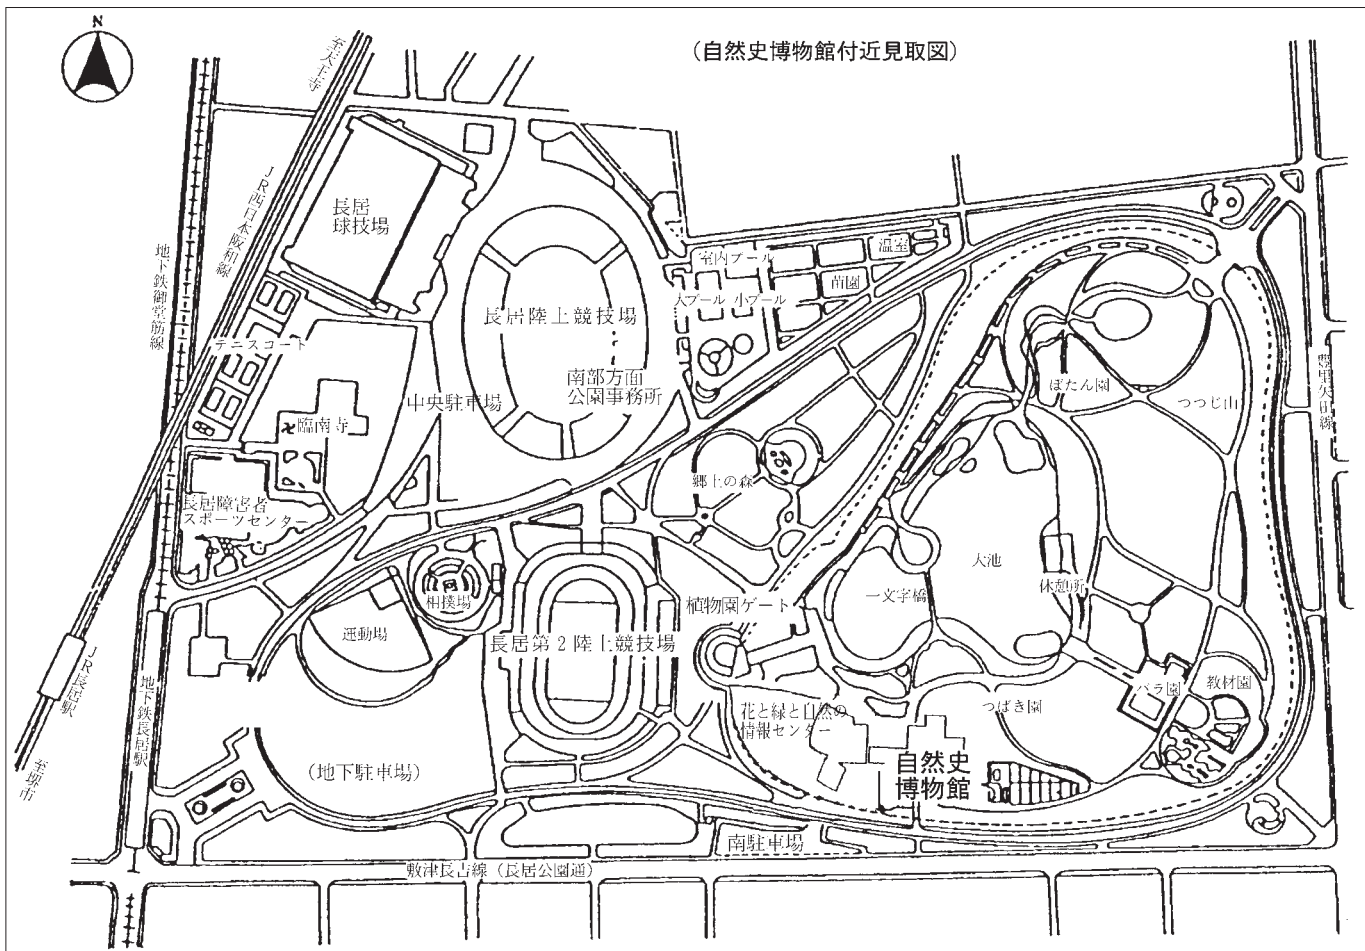 N
(自然史博物館付近見取図)
至天王寺
JR西日本阪和線
地下鉄御堂筋線
長居
球技場
テニスコート
長居陸上競技場
南部方面
公園事務所
中央駐車場
臨南寺
長居障害者
スポーツセンター
室内プール
大プール
小プール
温室
苗圃
郷土の森
ぼたん園
つつじ山
大池
休憩所
一文字橋
植物園ゲート
相撲場
運動場
長居第2陸上競技場
花と緑と自然の
情報センター
つばき園
バラ園
教材園
自然史
博物館
(地下駐車場)
南駐車場
敷津長吉線(長居公園通)
JR長居駅
地下鉄長居駅
至堺市
豊里矢田線